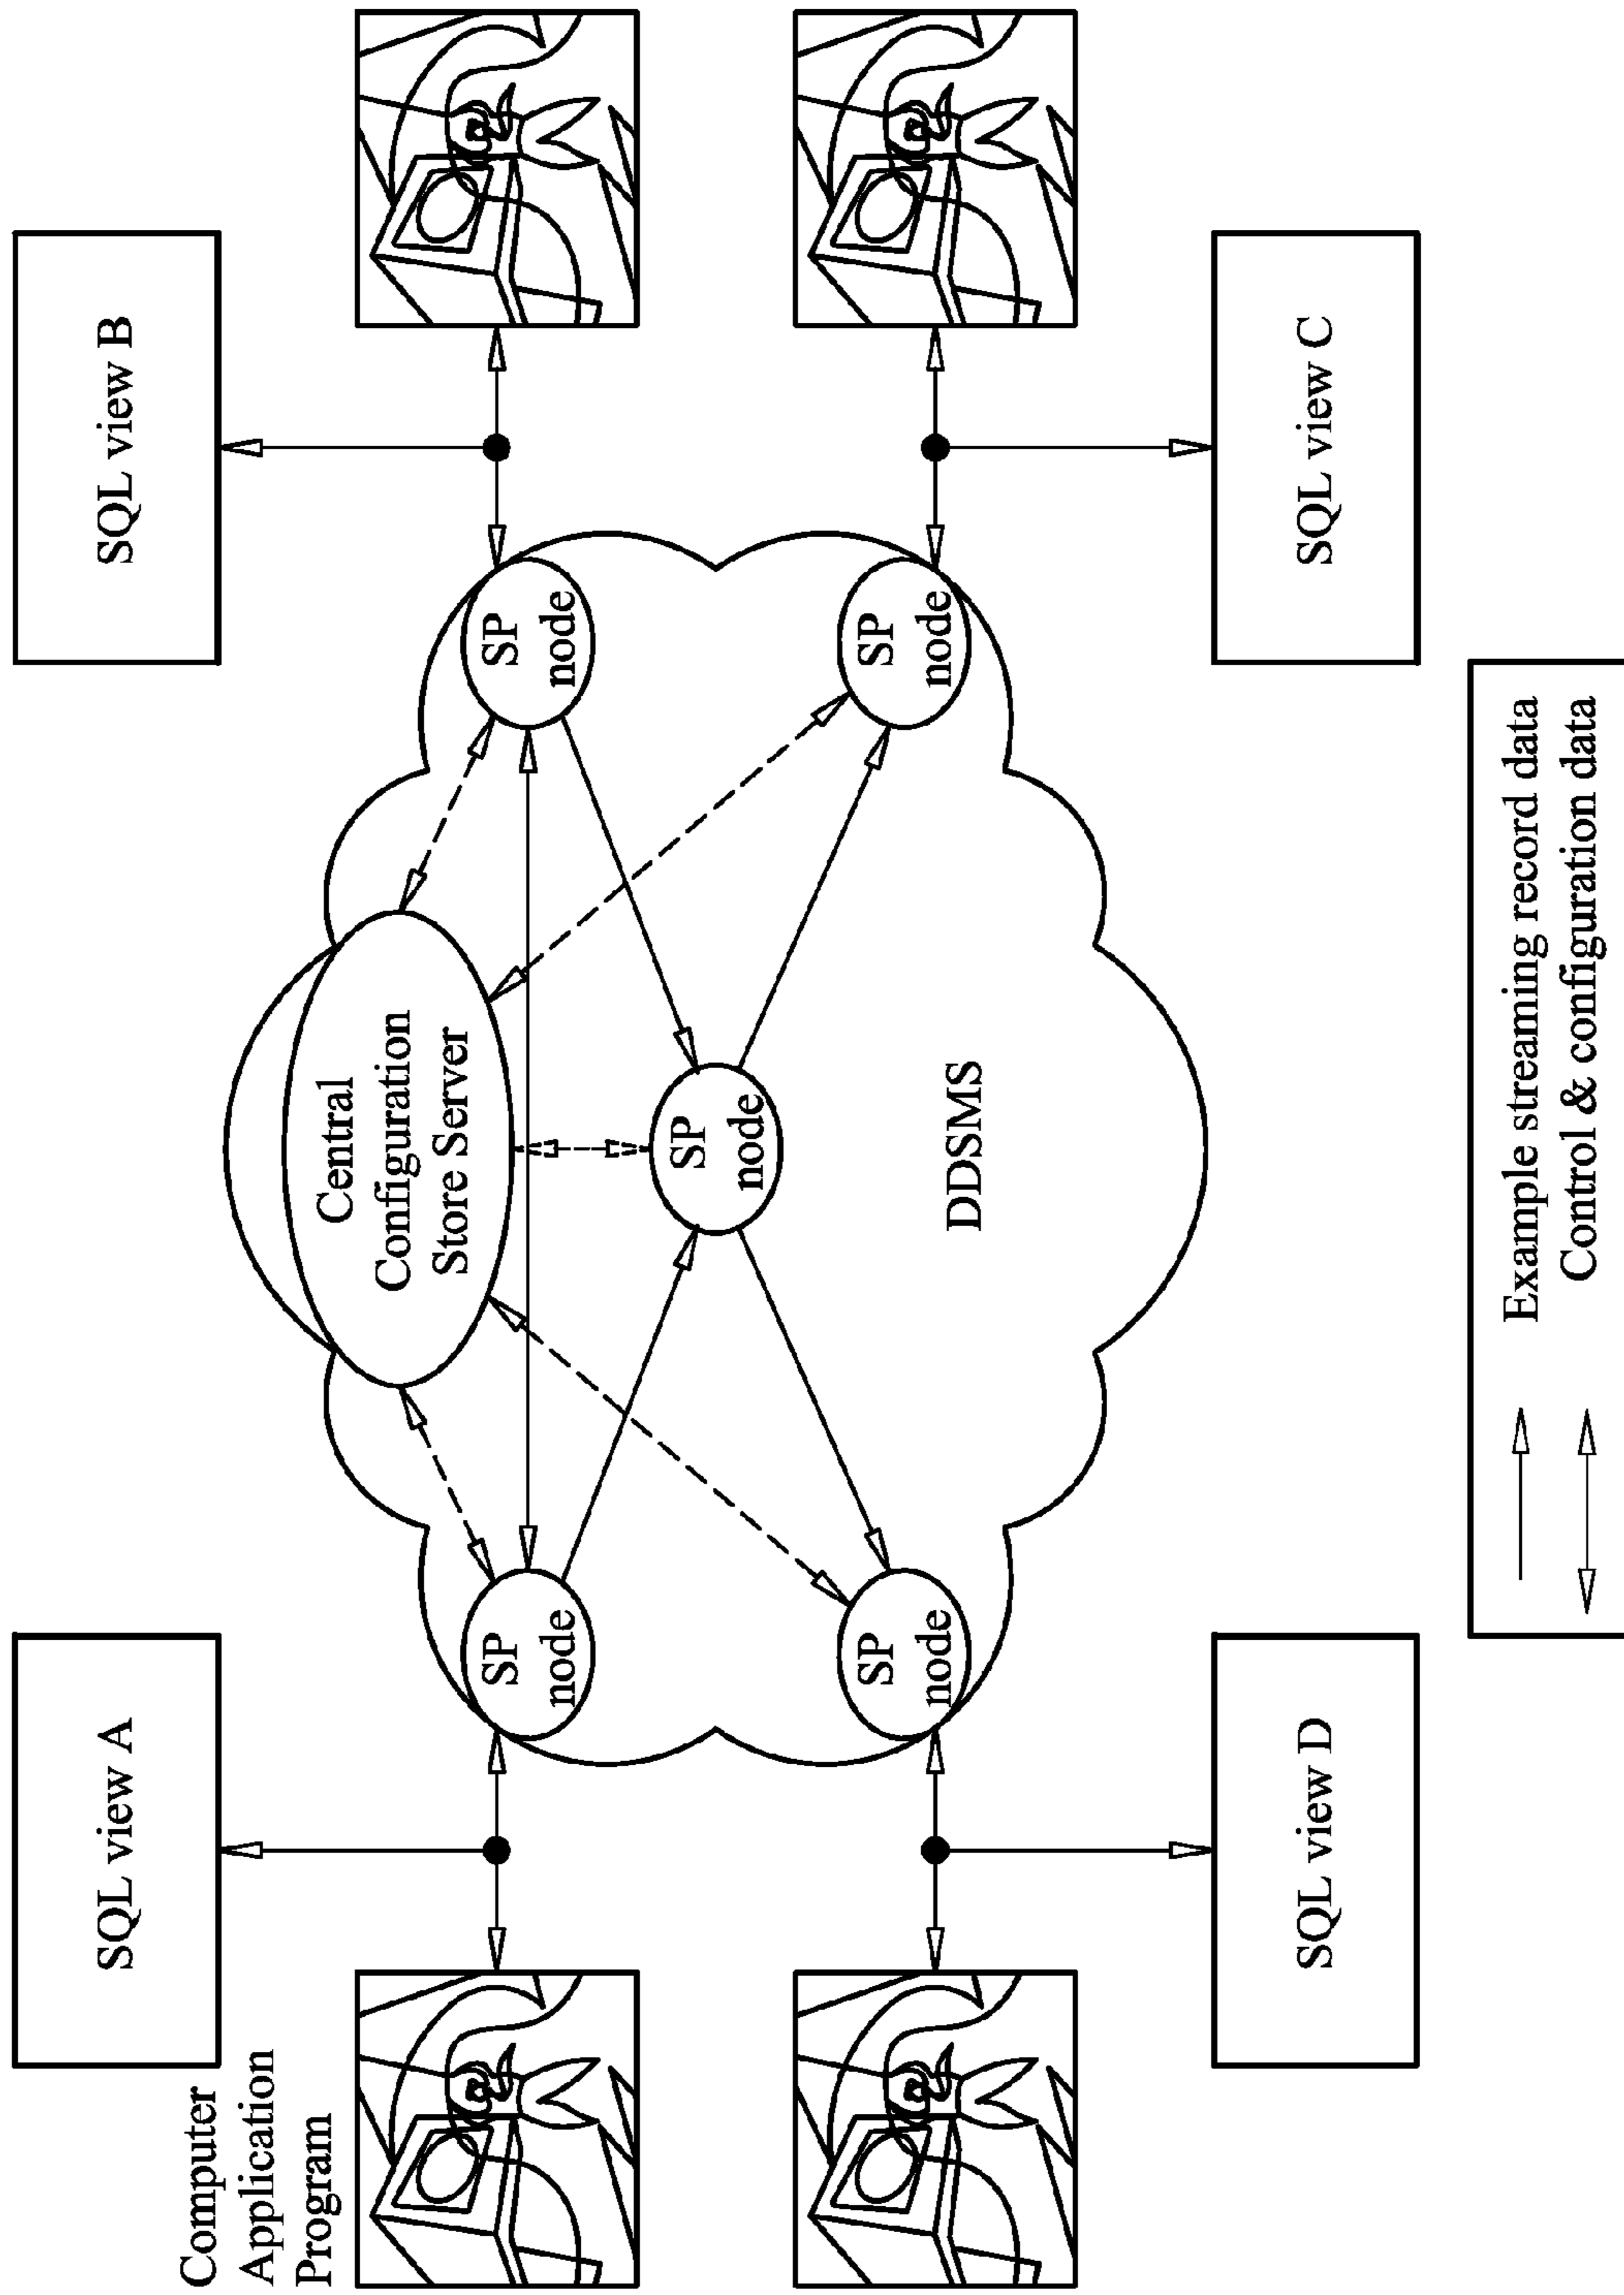 SQL view A
SQL view B
Computer
Application
Program
Central
Configuration
Store Server
SP
node
SP
node
SP
node
SP
node
SP
node
DDSMS
SQL view D
SQL view C
Example streaming record data
Control & configuration data